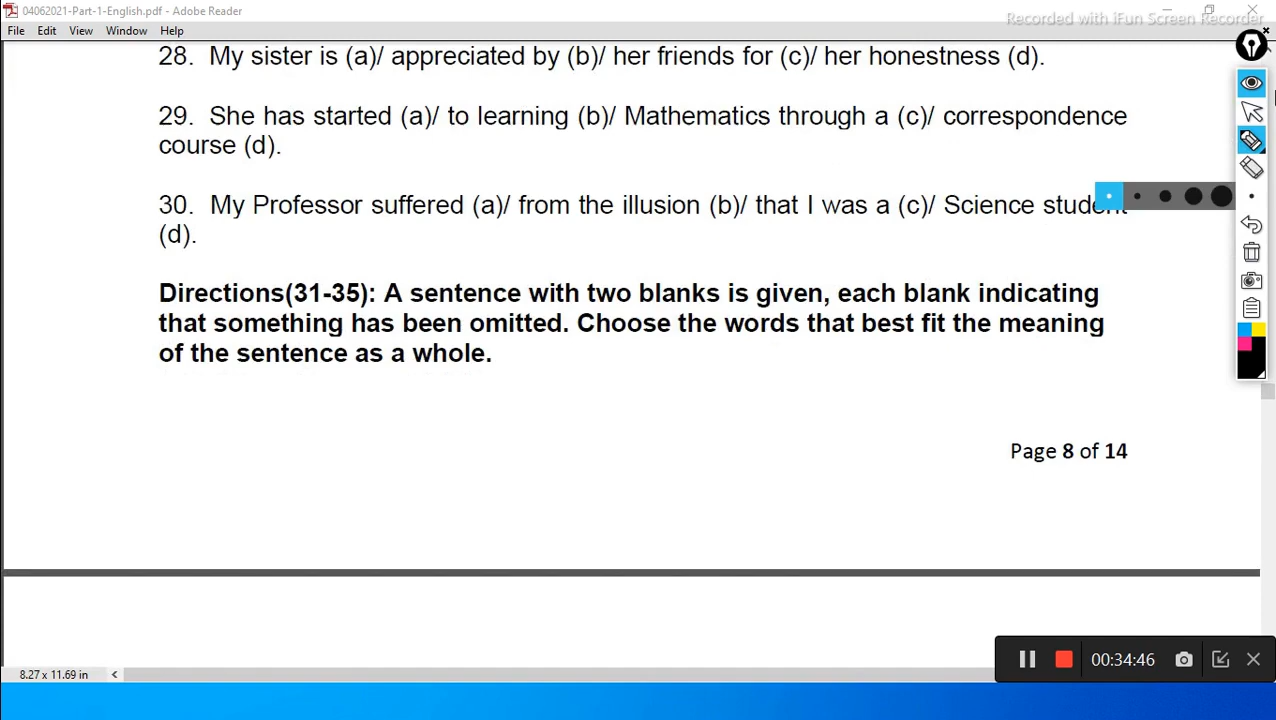 04062021-Part-1-English.pdf - Adobe Reader
Recorded with iFun Screen Recorder
File Edit View Window Help
28. My sister is (a)/ appreciated by (b)/ her friends for (c)/ her honestness (d).
29. She has started (a)/ to learning (b)/ Mathematics through a (c)/ correspondence
course (d).
30. My Professor suffered (a)/ from the illusion (b)/ that I was a (c)/ Science student
(d).
Directions(31-35): A sentence with two blanks is given, each blank indicating
that something has been omitted. Choose the words that best fit the meaning
of the sentence as a whole.
Page 8 of 14
8.27 x 11.69 in
00:34:46